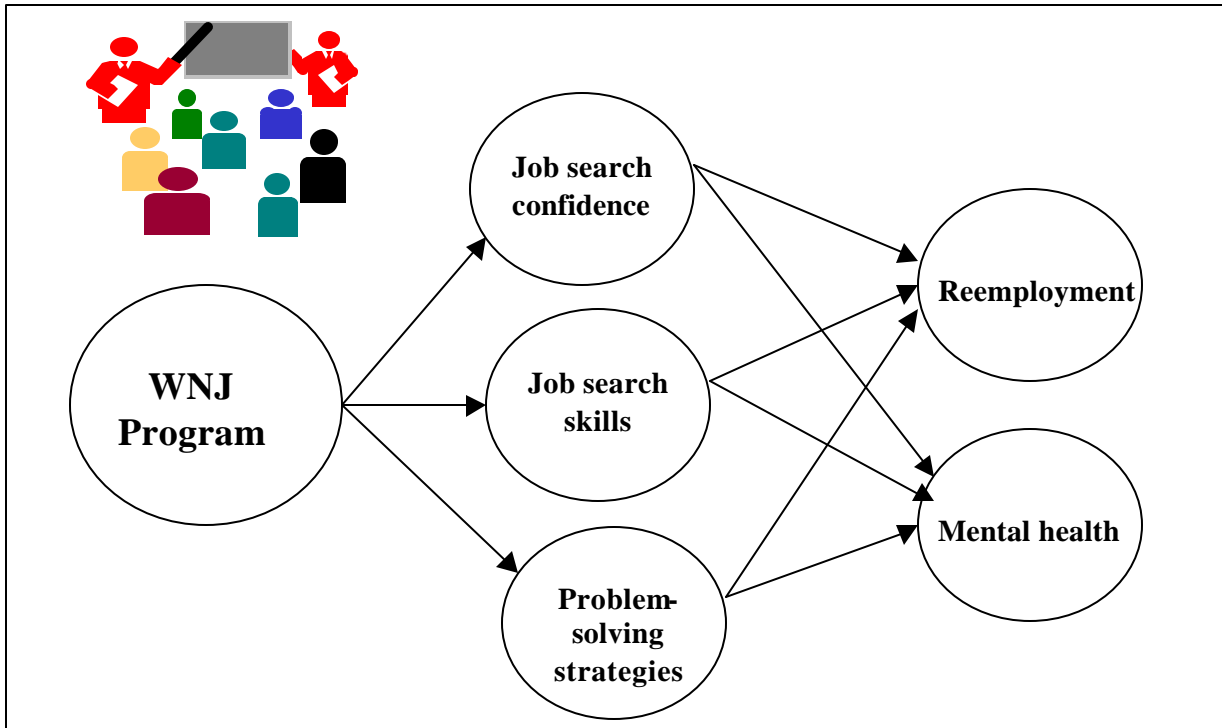 Job search
confidence
Reemployment
WNJ
Program
Job search
skills
Mental health
Problem-
solving
strategies